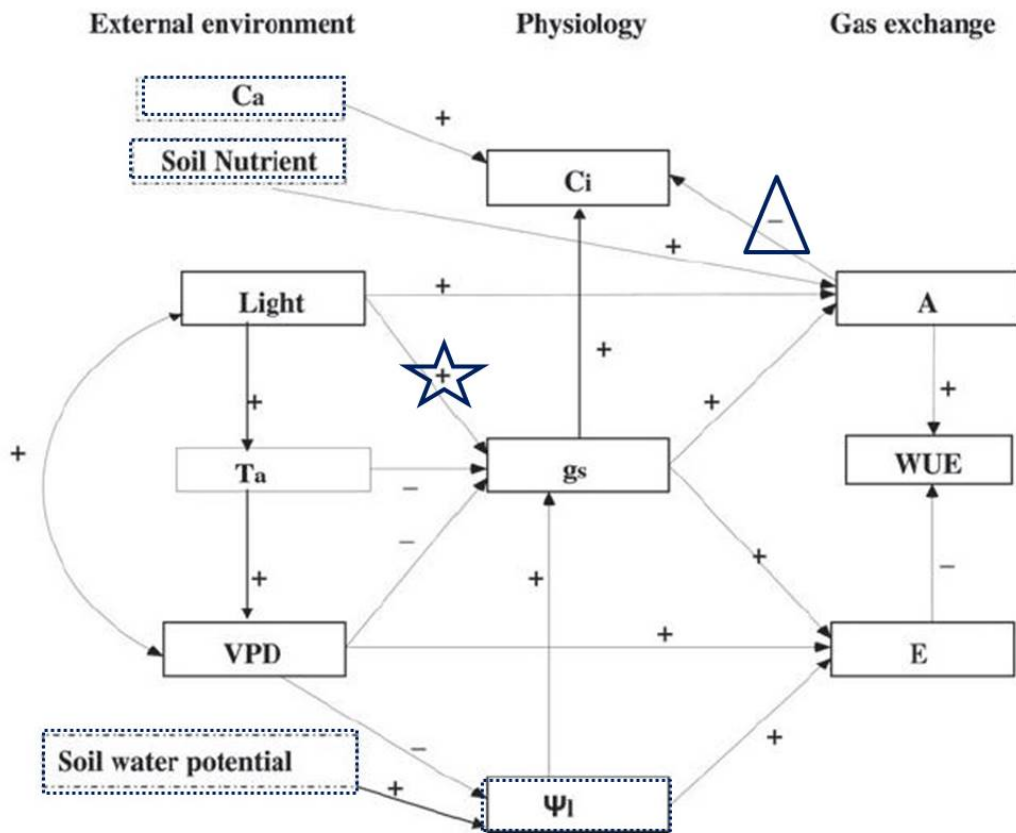 External environment Physiology Gas exchange
Ca
+
Soil Nutrient
Ci
−
+
Light
+
A
+
+
+
+
+
+
Ta
−
gs
WUE
−
+
+
+
−
+
VPD
E
Soil water potential
−
+
+
Ψl